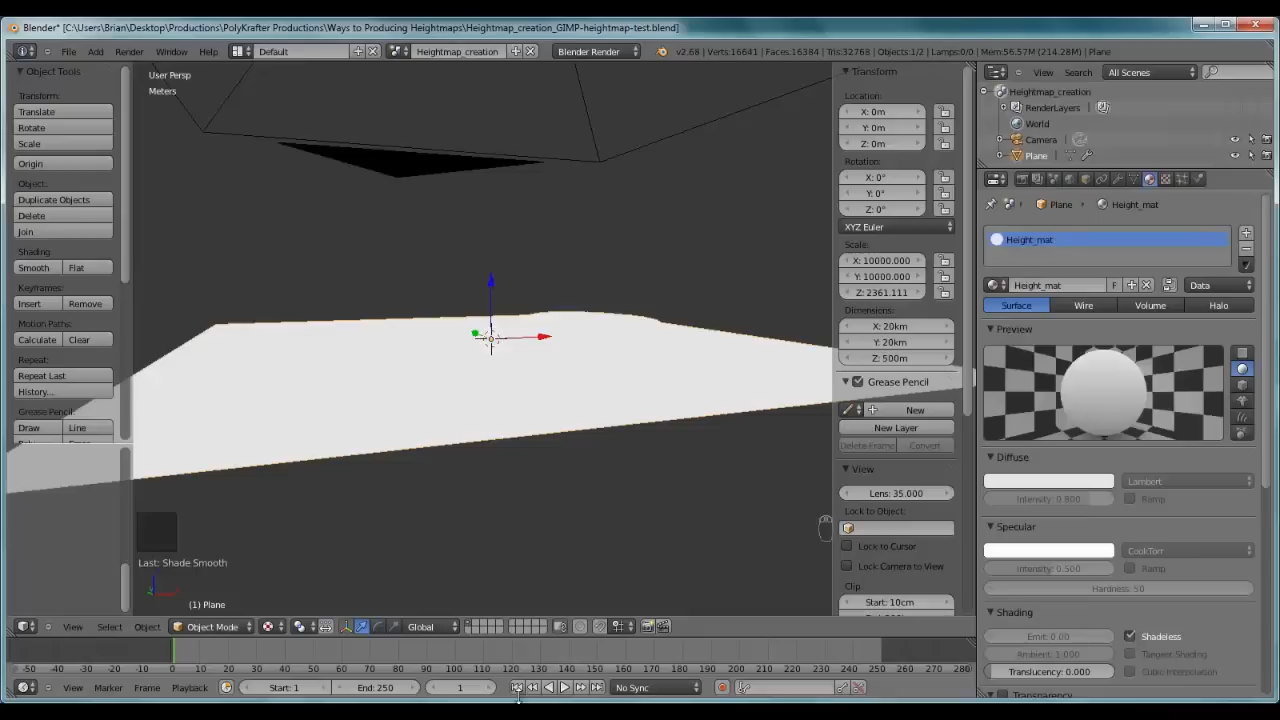 Blender* [C:\Users\Brian\Desktop\Productions\PolyKrafter Productions\Ways to Producing Heightmaps\Heightmap_creation_GIMP-heightmap-test.blend]
File Add Render Window Help Default Heightmap_creation Blender Render v2.68 | Verts:16641 | Faces:16384 | Tris:32768 | Objects:1/2 | Lamps:0/0 | Mem:56.57M (214.28M) | Plane
Object Tools
Transform:
Translate
Rotate
Scale
Origin
Object:
Duplicate Objects
Delete
Join
Shading
Smooth Flat
Keyframes:
Insert Remove
Motion Paths:
Calculate Clear
Repeat:
Repeat Last
History...
Grease Pencil:
Draw Line
User Persp
Meters
Last: Shade Smooth
(1) Plane
Transform
Location:
X: 0m
Y: 0m
Z: 0m
Rotation:
X: 0°
Y: 0°
Z: 0°
XYZ Euler
Scale:
X: 10000.000
Y: 10000.000
Z: 2361.111
Dimensions:
X: 20km
Y: 20km
Z: 500m
Grease Pencil
New
New Layer
Delete Frame Convert
View
Lens: 35.000
Lock to Object:
Lock to Cursor
Lock Camera to View
Clip:
Start: 10cm
View Search All Scenes
Heightmap_creation
RenderLayers |
World
Camera |
Plane |
Plane Height_mat
Height_mat
Height_mat F Data
Surface Wire Volume Halo
Preview
Diffuse
Lambert
Intensity: 0.800 Ramp
Specular
CookTorr
Intensity: 0.500 Ramp
Hardness: 50
Shading
Emit: 0.00 Shadeless
Ambient: 1.000 Tangent Shading
Translucency: 0.000 Cubic Interpolation
Transparency
View Select Object Object Mode Global
-50 -40 -30 -20 -10 0 10 20 30 40 50 60 70 80 90 100 110 120 130 140 150 160 170 180 190 200 210 220 230 240 250 260 270 280
View Marker Frame Playback Start: 1 End: 250 1 No Sync